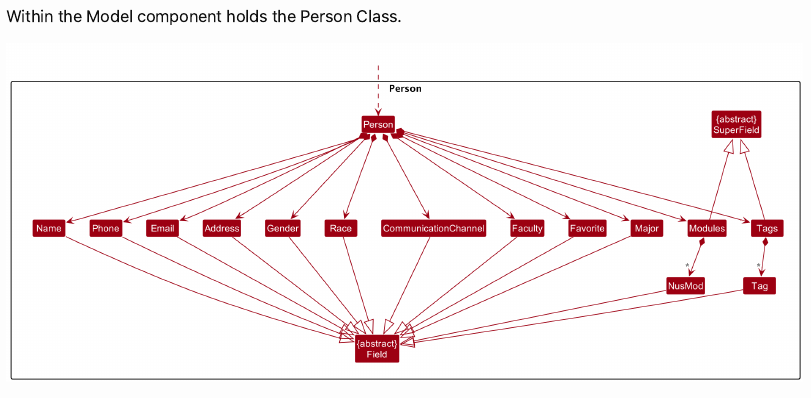 Within the Model component holds the Person Class.
Person
Person
{abstract}
SuperField
Name
Phone
Email
Address
Gender
Race
CommunicationChannel
Faculty
Favorite
Major
Modules
Tags
*
*
NusMod
Tag
{abstract}
Field